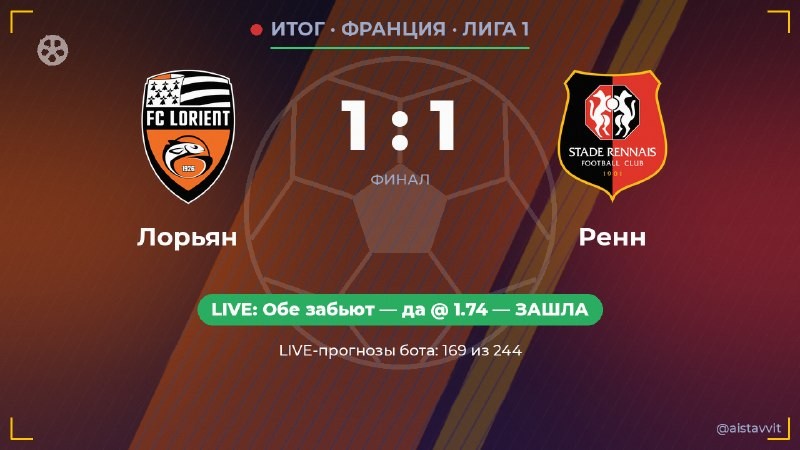 ИТОГ · ФРАНЦИЯ · ЛИГА 1
FC LORIENT
1926
1 : 1
ФИНАЛ
STADE RENNAIS
FOOTBALL CLUB
1901
Лорьян
Ренн
LIVE: Обе забьют — да @ 1.74 — ЗАШЛА
LIVE-прогнозы бота: 169 из 244
@aistavvit